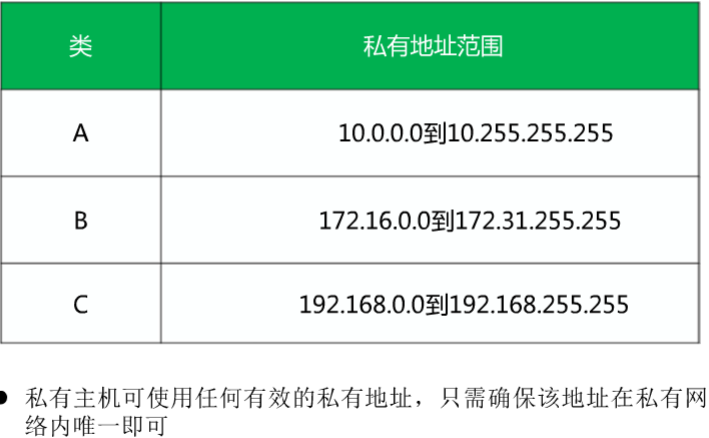 类 私有地址范围
A 10.0.0.0到10.255.255.255
B 172.16.0.0到172.31.255.255
C 192.168.0.0到192.168.255.255
● 私有主机可使用任何有效的私有地址，只需确保该地址在私有网
络内唯一即可